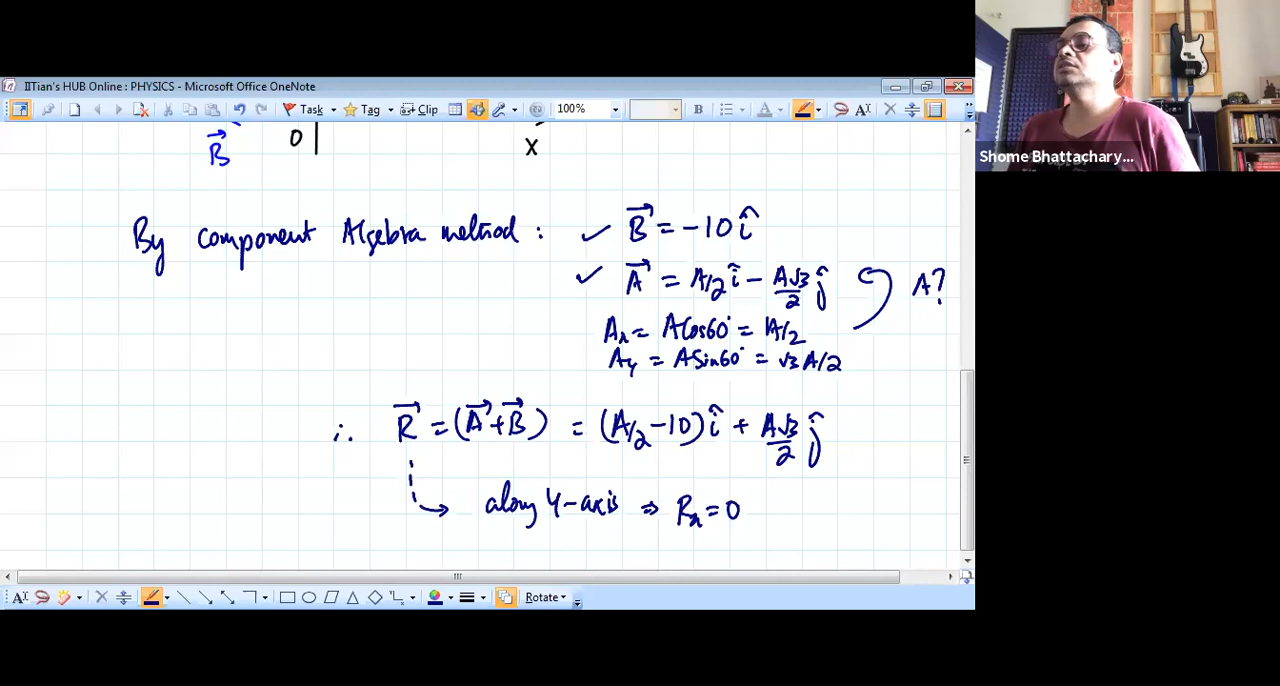 IITian's HUB Online : PHYSICS - Microsoft Office OneNote
Task Tag Clip 100% B A
B⃗ O X
Shome Bhattachary...
By component Algebra method : ✓ B⃗ = -10î
✓ A⃗ = A/2 î - A√3/2 ĵ A?
Ax = A Cos60° = A/2
Ay = A Sin60° = √3 A/2
∴ R⃗ = (A⃗+B⃗) = (A/2 - 10) î + A√3/2 ĵ
along Y-axis ⇒ Rx = 0
Rotate